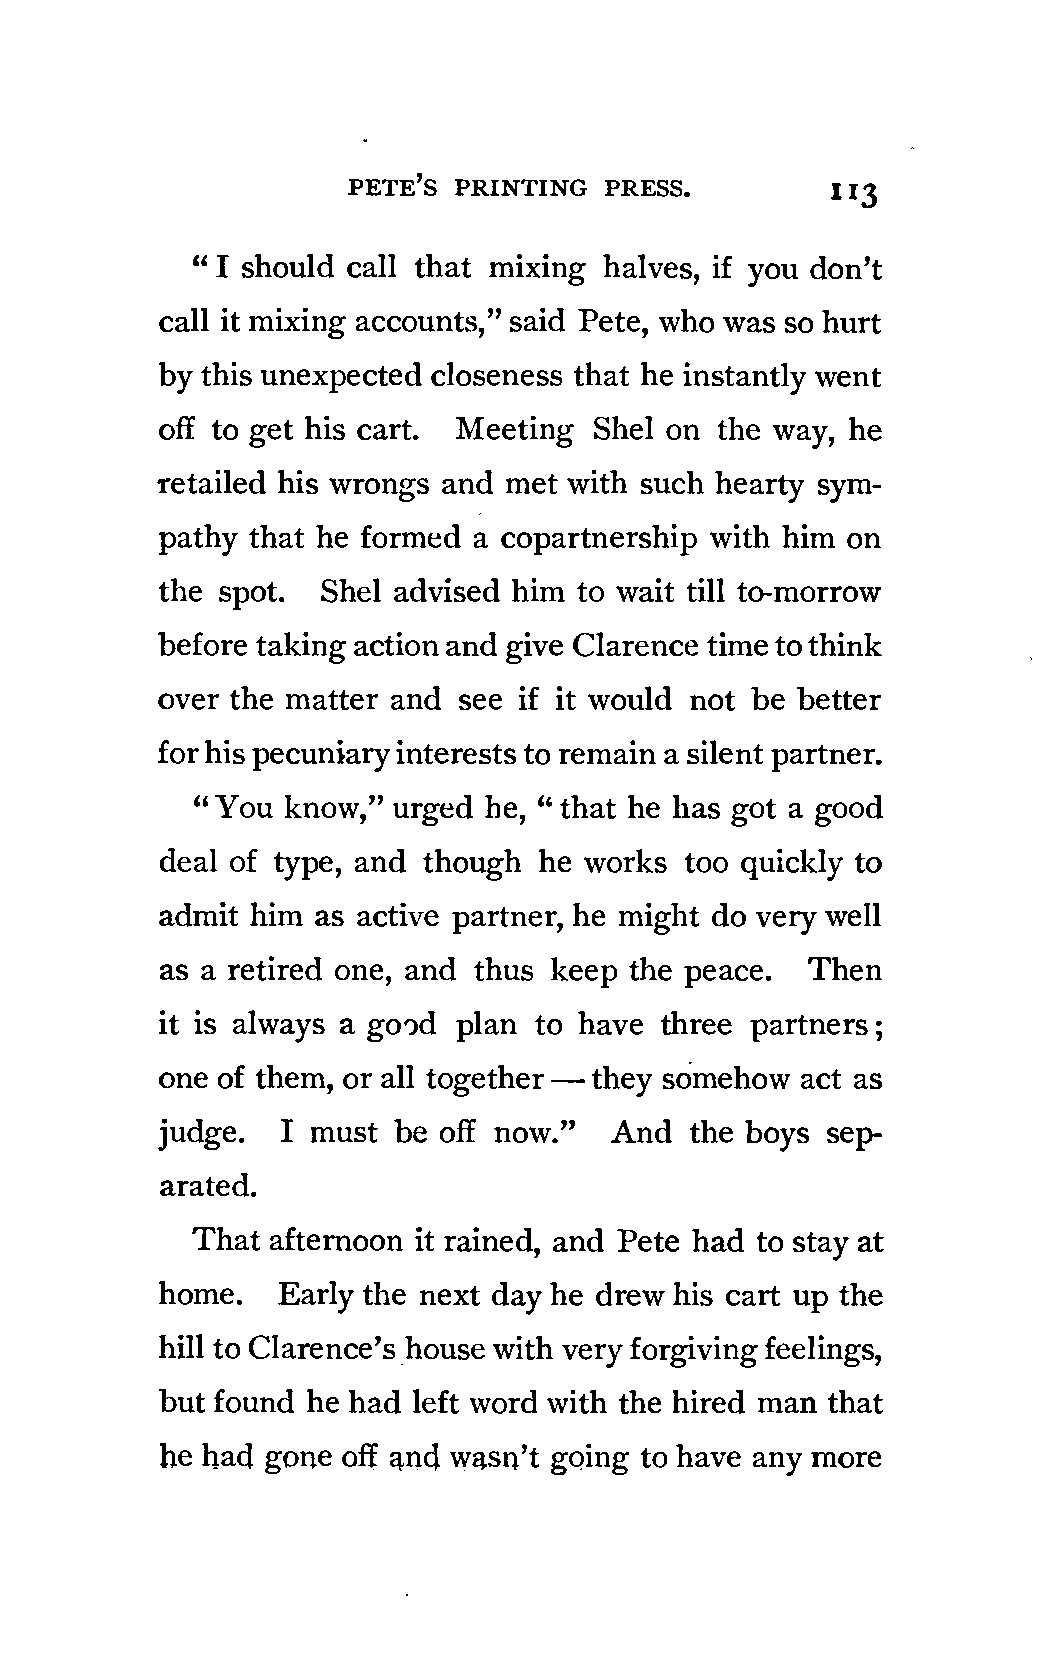 PETE'S PRINTING PRESS. 113
"I should call that mixing halves, if you don't
call it mixing accounts," said Pete, who was so hurt
by this unexpected closeness that he instantly went
off to get his cart. Meeting Shel on the way, he
retailed his wrongs and met with such hearty sym-
pathy that he formed a copartnership with him on
the spot. Shel advised him to wait till to-morrow
before taking action and give Clarence time to think
over the matter and see if it would not be better
for his pecuniary interests to remain a silent partner.
"You know," urged he, "that he has got a good
deal of type, and though he works too quickly to
admit him as active partner, he might do very well
as a retired one, and thus keep the peace. Then
it is always a good plan to have three partners;
one of them, or all together — they somehow act as
judge. I must be off now." And the boys sep-
arated.
That afternoon it rained, and Pete had to stay at
home. Early the next day he drew his cart up the
hill to Clarence's house with very forgiving feelings,
but found he had left word with the hired man that
he had gone off and wasn't going to have any more